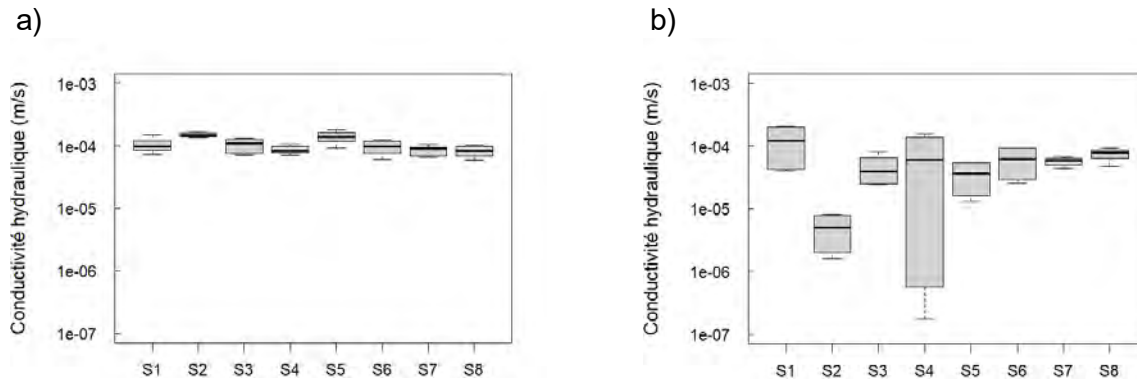 a)
Conductivité hydraulique (m/s)
1e-03
1e-04
1e-05
1e-06
1e-07
S1 S2 S3 S4 S5 S6 S7 S8
b)
Conductivité hydraulique (m/s)
1e-03
1e-04
1e-05
1e-06
1e-07
S1 S2 S3 S4 S5 S6 S7 S8